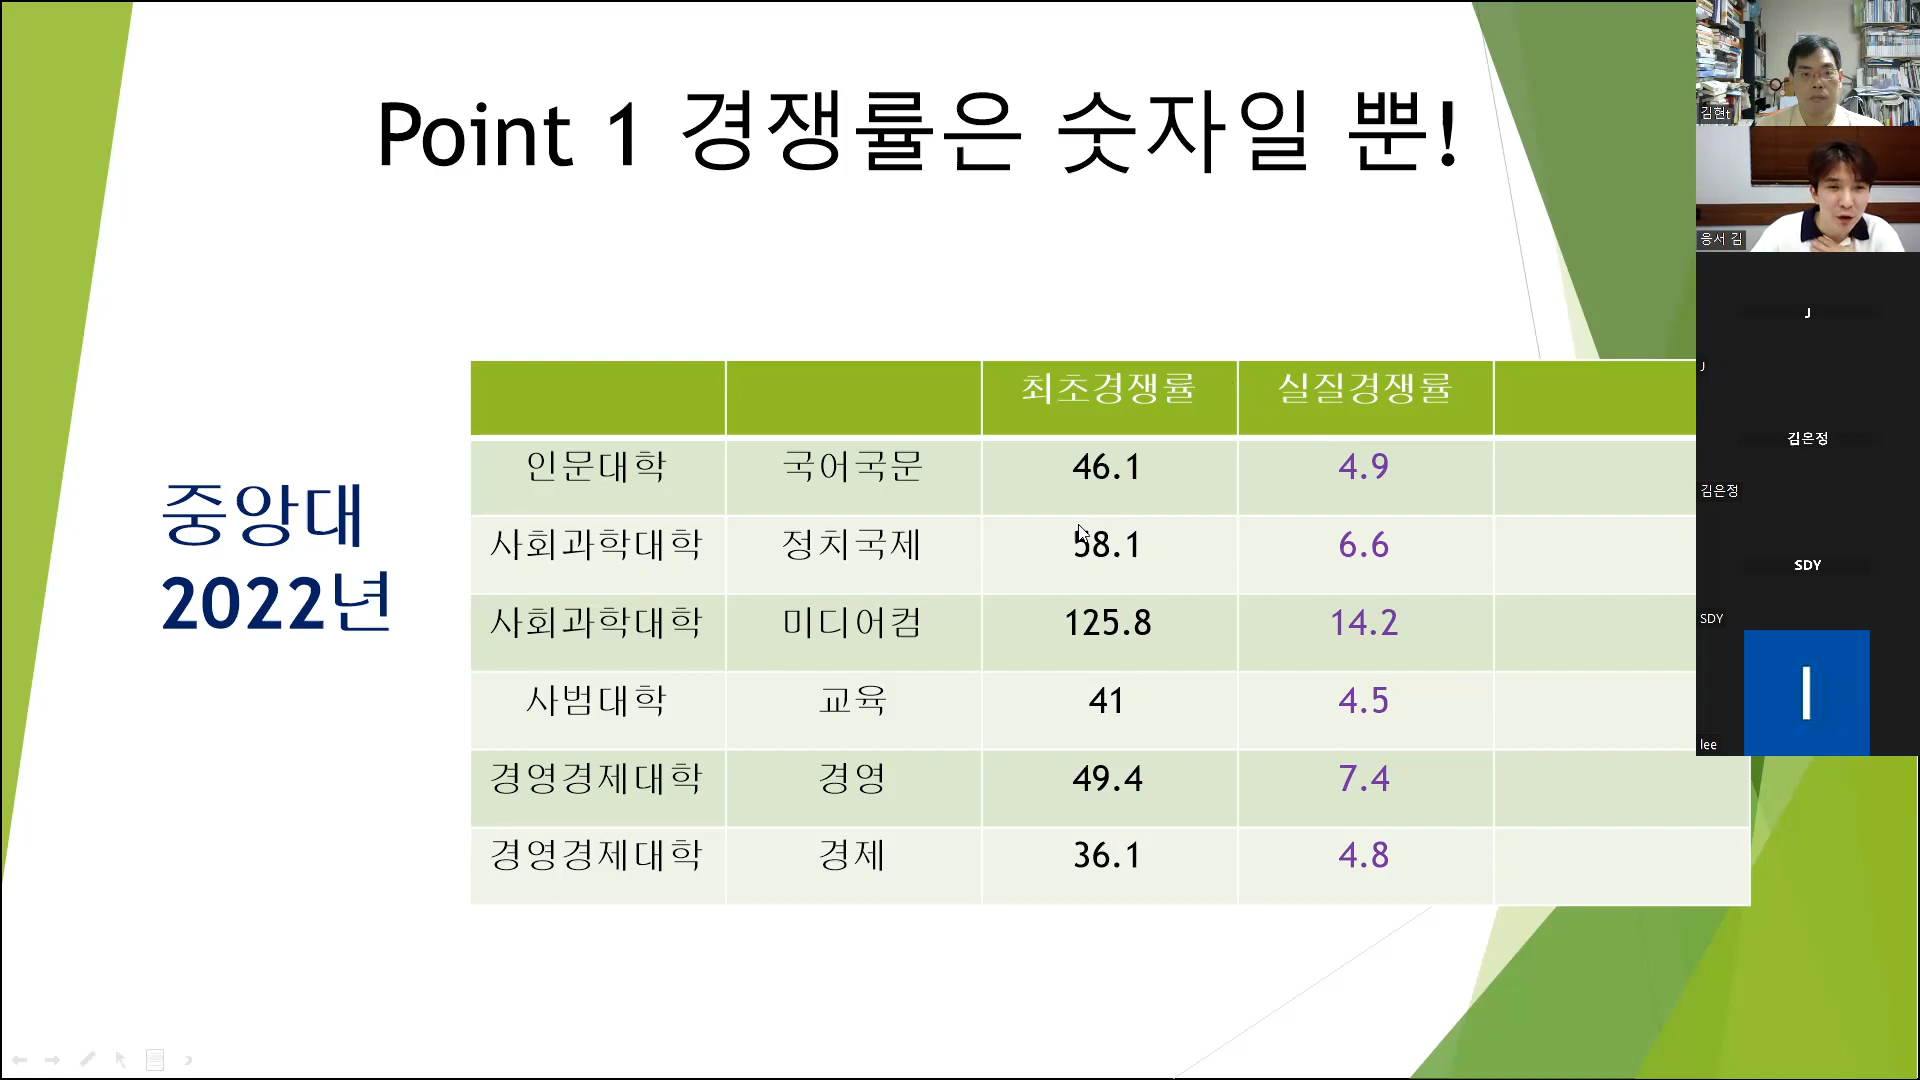 Point 1 경쟁률은 숫자일 뿐!
중앙대
2022년
최초경쟁률 실질경쟁률
인문대학 국어국문 46.1 4.9
사회과학대학 정치국제 58.1 6.6
사회과학대학 미디어컴 125.8 14.2
사범대학 교육 41 4.5
경영경제대학 경영 49.4 7.4
경영경제대학 경제 36.1 4.8
김현t
웅서 김
J
J
김은정
김은정
SDY
SDY
l
lee